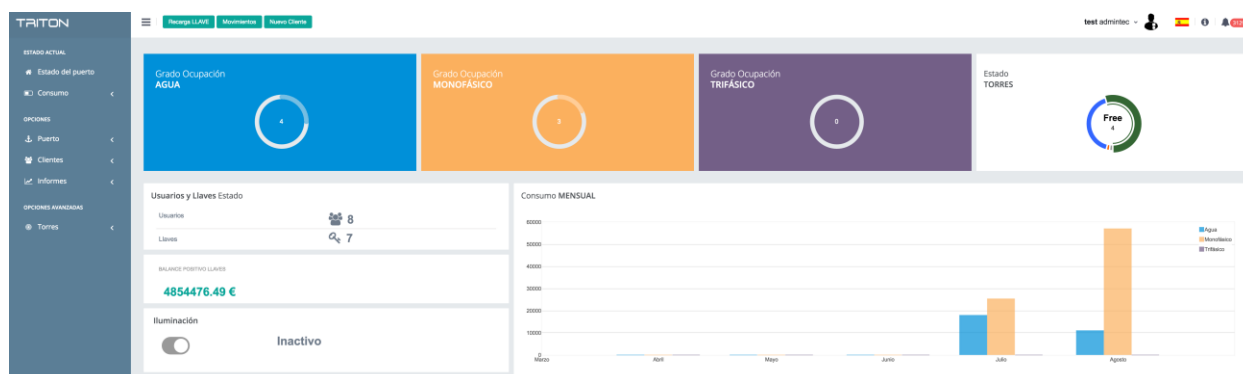 TRITON
Recarga LLAVE
Movimientos
Nuevo Cliente
test admintec
ESTADO ACTUAL
Estado del puerto
Consumo
OPCIONES
Puerto
Clientes
Informes
OPCIONES AVANZADAS
Torres
Grado Ocupación
AGUA
4
Grado Ocupación
MONOFÁSICO
3
Grado Ocupación
TRIFÁSICO
0
Estado
TORRES
Free
4
Usuarios y Llaves Estado
Usuarios
8
Llaves
7
BALANCE POSITIVO LLAVES
4854476.49 €
Iluminación
Inactivo
Consumo MENSUAL
60000
50000
40000
30000
20000
10000
0
Marzo
Abril
Mayo
Junio
Julio
Agosto
Agua
Monofásico
Trifásico